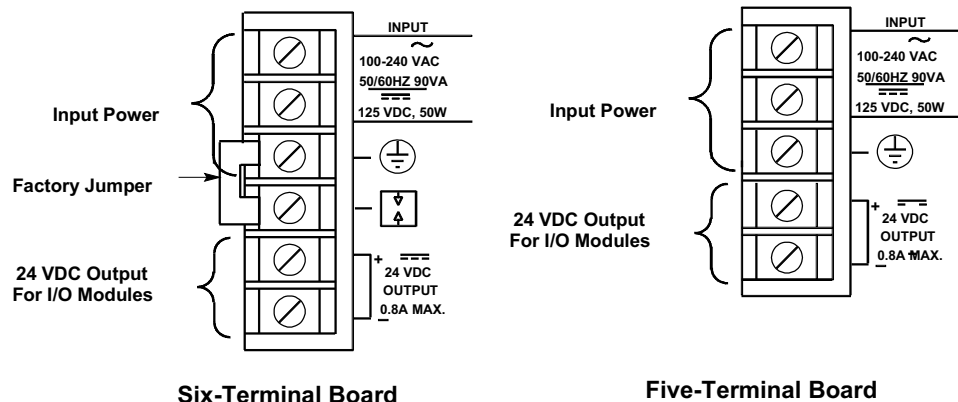 INPUT
100-240 VAC
50/60HZ 90VA
125 VDC, 50W
Input Power
Factory Jumper
24 VDC Output
For I/O Modules
+
24 VDC
OUTPUT
0.8A MAX.
–
Six-Terminal Board
INPUT
100-240 VAC
50/60HZ 90VA
125 VDC, 50W
Input Power
24 VDC Output
For I/O Modules
+
24 VDC
OUTPUT
0.8A MAX.
–
Five-Terminal Board